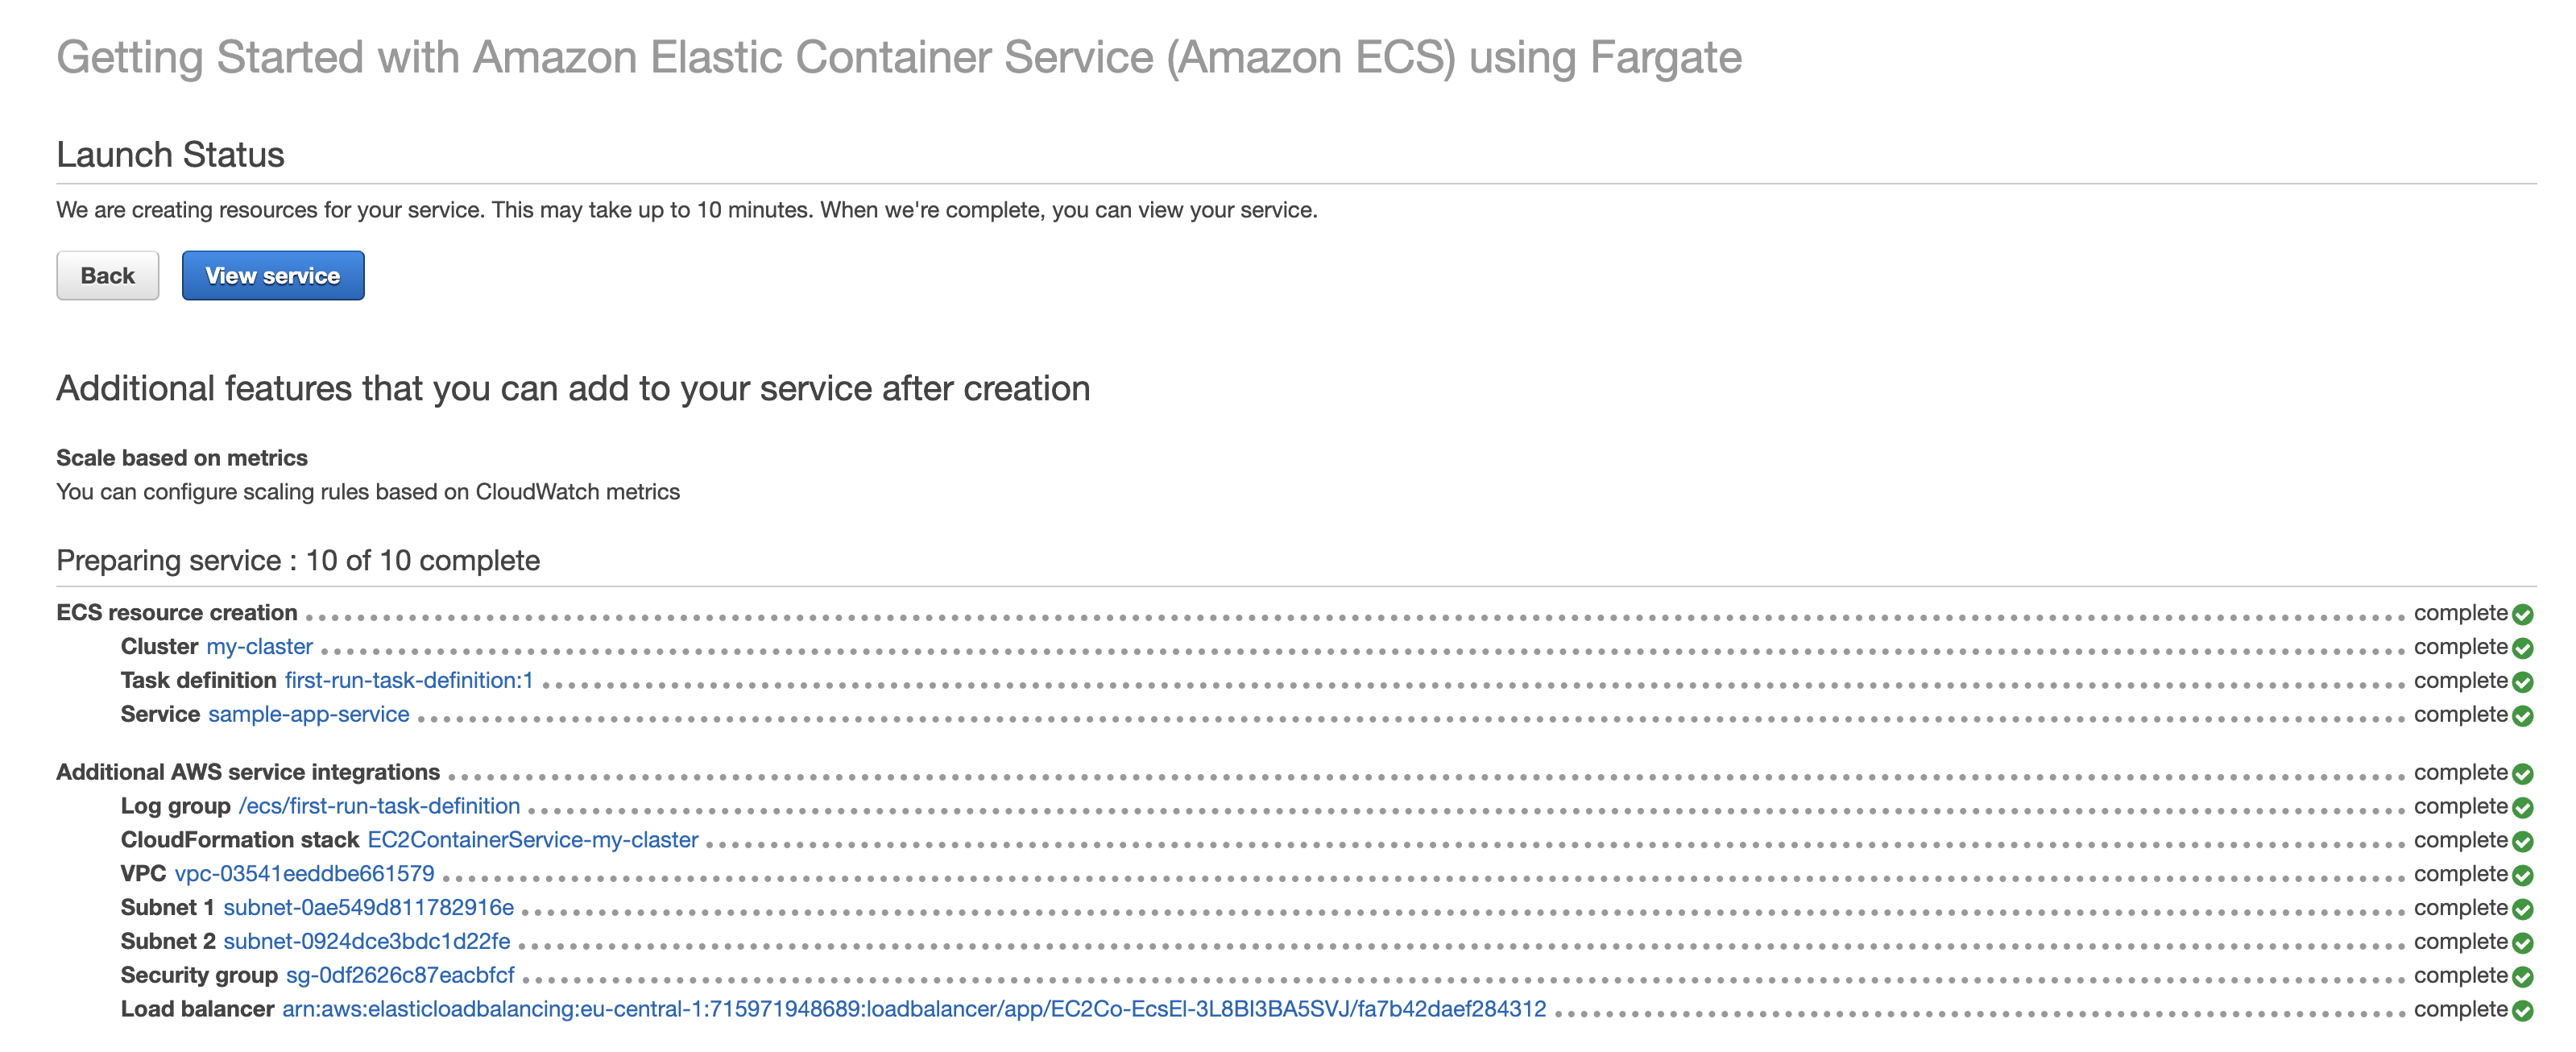 Getting Started with Amazon Elastic Container Service (Amazon ECS) using Fargate
Launch Status
We are creating resources for your service. This may take up to 10 minutes. When we're complete, you can view your service.
Back View service
Additional features that you can add to your service after creation
Scale based on metrics
You can configure scaling rules based on CloudWatch metrics
Preparing service : 10 of 10 complete
ECS resource creation complete
Cluster my-claster complete
Task definition first-run-task-definition:1 complete
Service sample-app-service complete
Additional AWS service integrations complete
Log group /ecs/first-run-task-definition complete
CloudFormation stack EC2ContainerService-my-claster complete
VPC vpc-03541eeddbe661579 complete
Subnet 1 subnet-0ae549d811782916e complete
Subnet 2 subnet-0924dce3bdc1d22fe complete
Security group sg-0df2626c87eacbfcf complete
Load balancer arn:aws:elasticloadbalancing:eu-central-1:715971948689:loadbalancer/app/EC2Co-EcsEl-3L8BI3BA5SVJ/fa7b42daef284312 complete